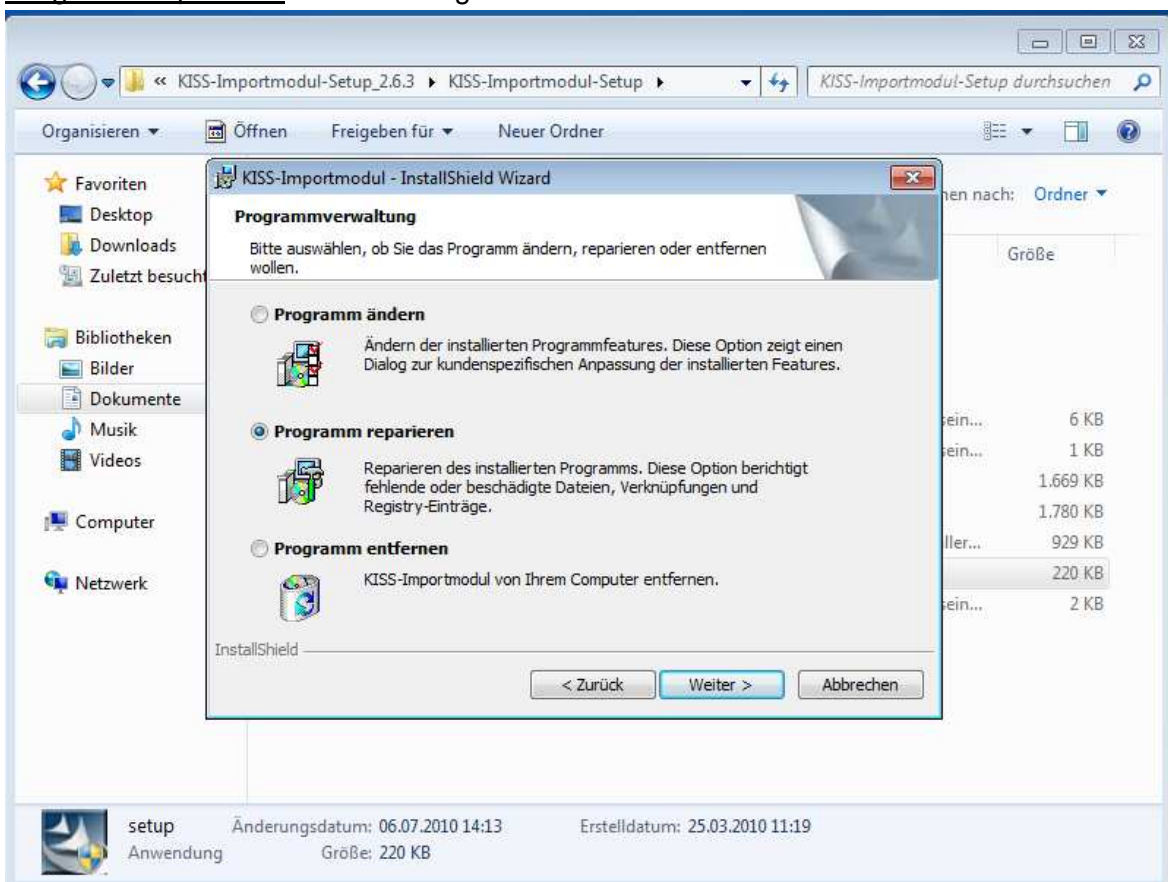 « KISS-Importmodul-Setup_2.6.3 ▸ KISS-Importmodul-Setup ▸
KISS-Importmodul-Setup durchsuchen
Organisieren Öffnen Freigeben für Neuer Ordner
Favoriten
Desktop
Downloads
Zuletzt besucht
Bibliotheken
Bilder
Dokumente
Musik
Videos
Computer
Netzwerk
KISS-Importmodul - InstallShield Wizard
Programmverwaltung
Bitte auswählen, ob Sie das Programm ändern, reparieren oder entfernen
wollen.
Programm ändern
Ändern der installierten Programmfeatures. Diese Option zeigt einen
Dialog zur kundenspezifischen Anpassung der installierten Features.
Programm reparieren
Reparieren des installierten Programms. Diese Option berichtigt
fehlende oder beschädigte Dateien, Verknüpfungen und
Registry-Einträge.
Programm entfernen
KISS-Importmodul von Ihrem Computer entfernen.
InstallShield
< Zurück Weiter > Abbrechen
nach: Ordner
Größe
sein... 6 KB
sein... 1 KB
1.669 KB
1.780 KB
ller... 929 KB
220 KB
sein... 2 KB
setup Änderungsdatum: 06.07.2010 14:13 Erstelldatum: 25.03.2010 11:19
Anwendung Größe: 220 KB